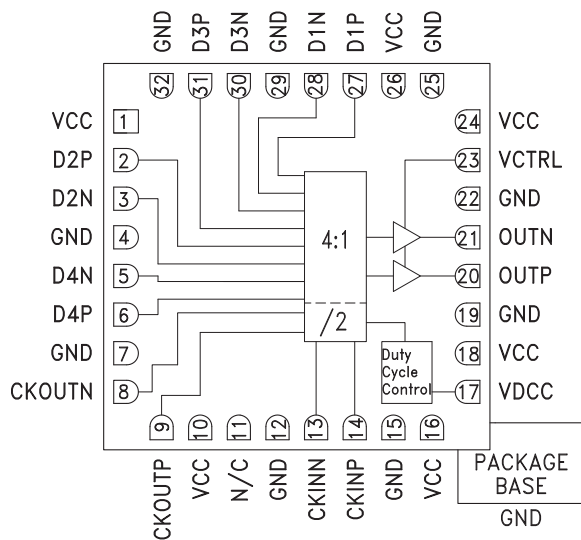 GND D3P D3N GND D1N D1P VCC GND
32 31 30 29 28 27 26 25
VCC 1
D2P 2
D2N 3
GND 4
D4N 5
D4P 6
GND 7
CKOUTN 8
24 VCC
23 VCTRL
22 GND
21 OUTN
20 OUTP
19 GND
18 VCC
17 VDCC
4:1
/2
Duty
Cycle
Control
9 10 11 12 13 14 15 16
CKOUTP VCC N/C GND CKINN CKINP GND VCC
PACKAGE
BASE
GND